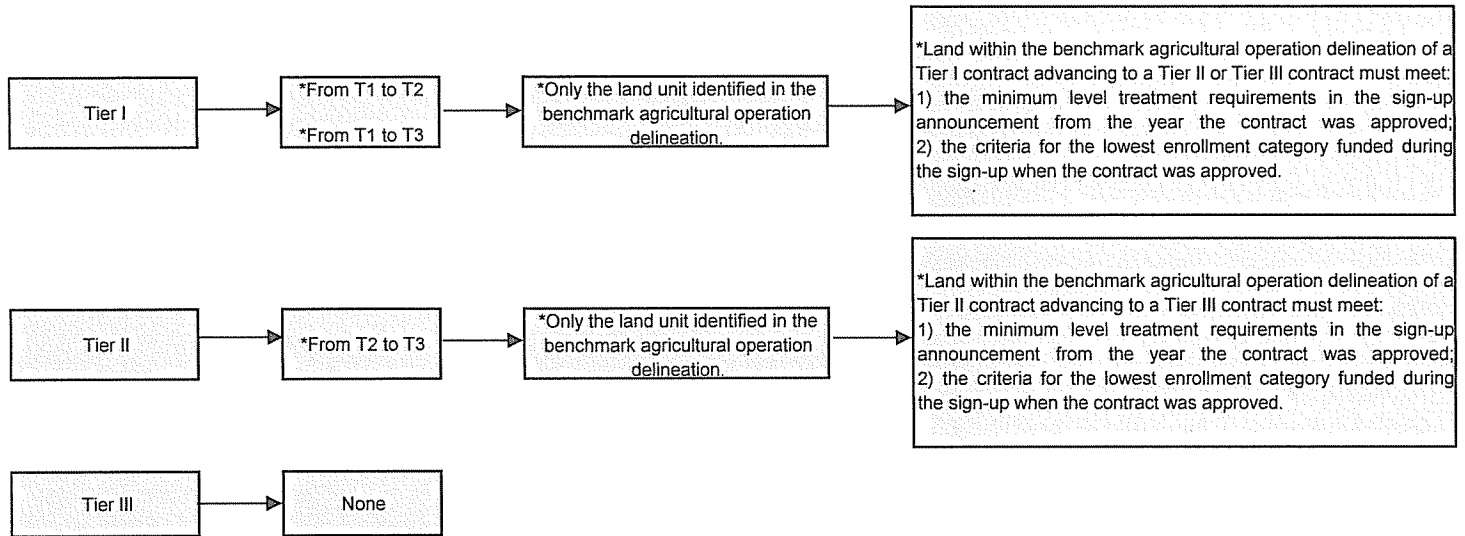 Tier I
*From T1 to T2
*From T1 to T3
*Only the land unit identified in the
benchmark agricultural operation
delineation.
*Land within the benchmark agricultural operation delineation of a
Tier I contract advancing to a Tier II or Tier III contract must meet:
1) the minimum level treatment requirements in the sign-up
announcement from the year the contract was approved;
2) the criteria for the lowest enrollment category funded during
the sign-up when the contract was approved.
Tier II
*From T2 to T3
*Only the land unit identified in the
benchmark agricultural operation
delineation.
*Land within the benchmark agricultural operation delineation of a
Tier II contract advancing to a Tier III contract must meet:
1) the minimum level treatment requirements in the sign-up
announcement from the year the contract was approved;
2) the criteria for the lowest enrollment category funded during
the sign-up when the contract was approved.
Tier III
None